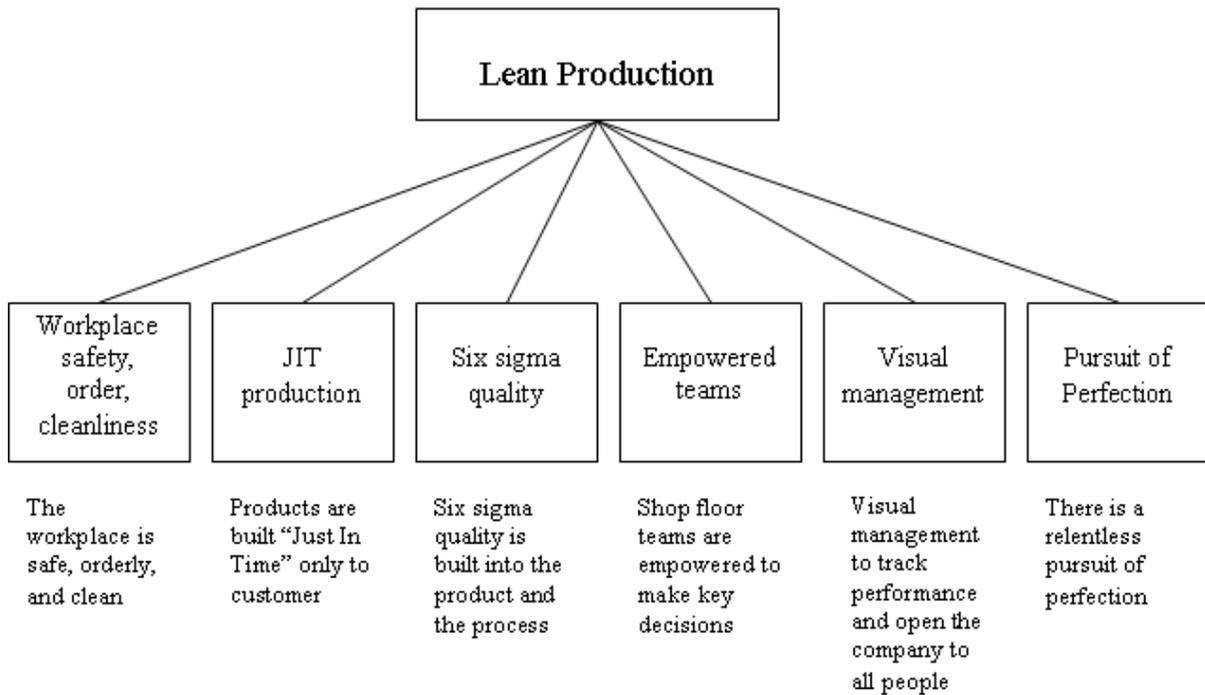 Lean Production
Workplace
safety,
order,
cleanliness
JIT
production
Six sigma
quality
Empowered
teams
Visual
management
Pursuit of
Perfection
The
workplace is
safe, orderly,
and clean
Products are
built “Just In
Time” only to
customer
Six sigma
quality is
built into the
product and
the process
Shop floor
teams are
empowered to
make key
decisions
Visual
management
to track
performance
and open the
company to
all people
There is a
relentless
pursuit of
perfection